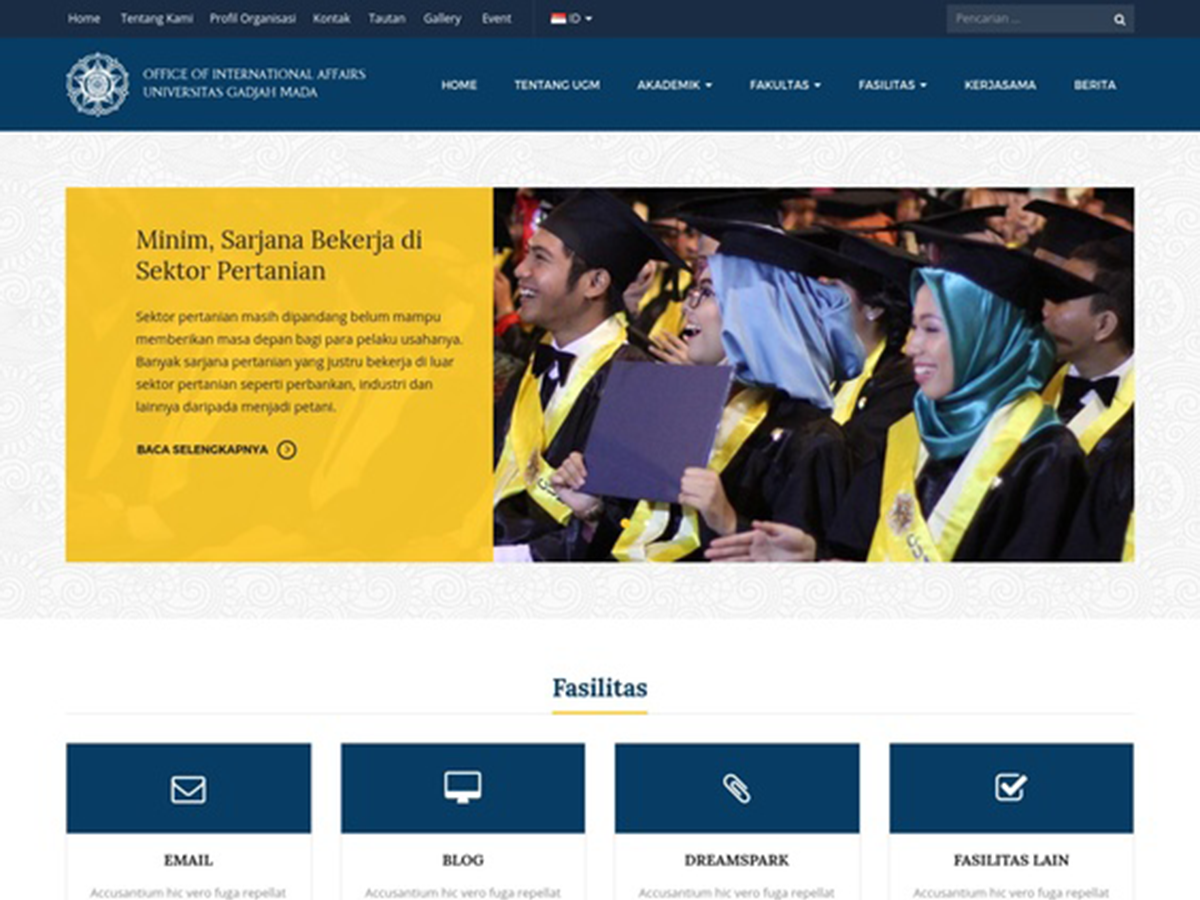 Home Tentang Kami Profil Organisasi Kontak Tautan Gallery Event ID Pencarian ...
OFFICE OF INTERNATIONAL AFFAIRS
UNIVERSITAS GADJAH MADA
HOME TENTANG UGM AKADEMIK FAKULTAS FASILITAS KERJASAMA BERITA
Minim, Sarjana Bekerja di
Sektor Pertanian
Sektor pertanian masih dipandang belum mampu
memberikan masa depan bagi para pelaku usahanya.
Banyak sarjana pertanian yang justru bekerja di luar
sektor pertanian seperti perbankan, industri dan
lainnya daripada menjadi petani.
BACA SELENGKAPNYA
Fasilitas
EMAIL BLOG DREAMSPARK FASILITAS LAIN
Accusantium hic vero fuga repellat Accusantium hic vero fuga repellat Accusantium hic vero fuga repellat Accusantium hic vero fuga repellat